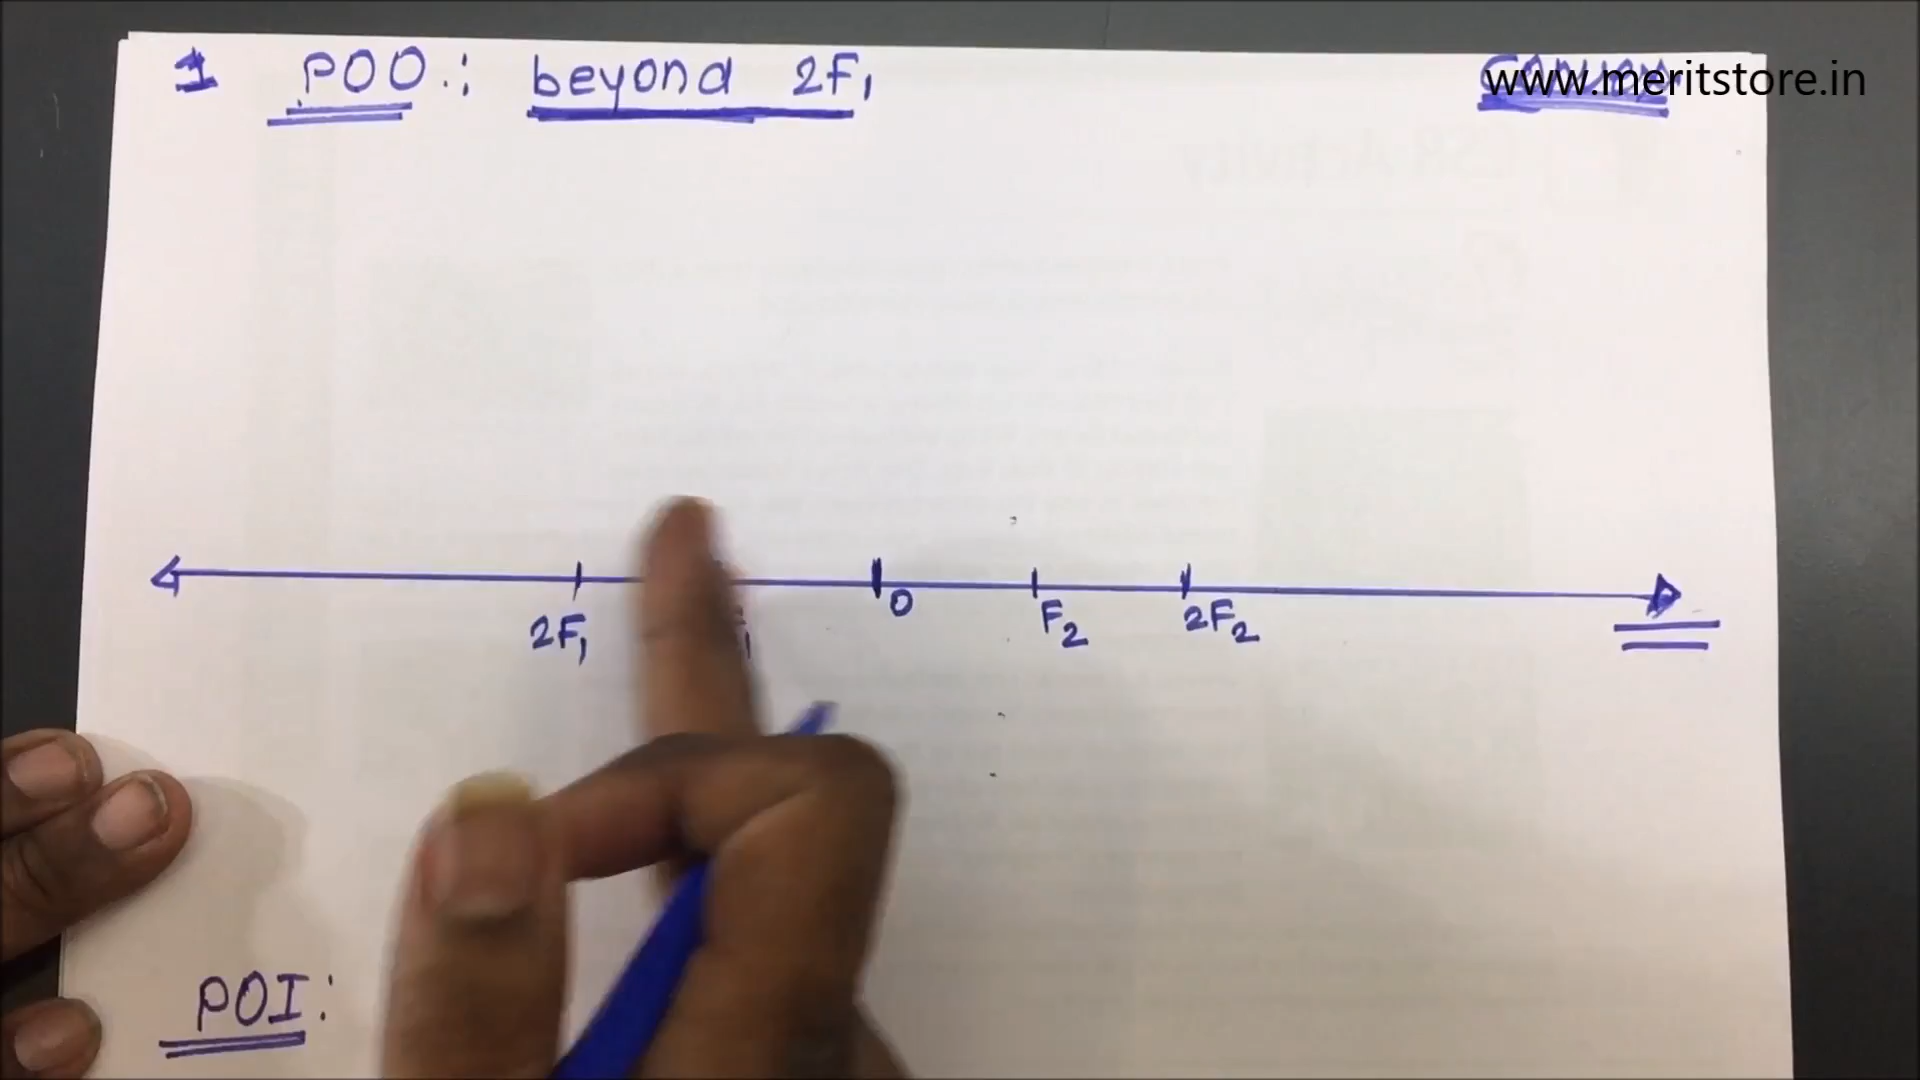 1 POO.: beyond 2F₁
www.meritstore.in
2F₁ O F₂ 2F₂
POI: